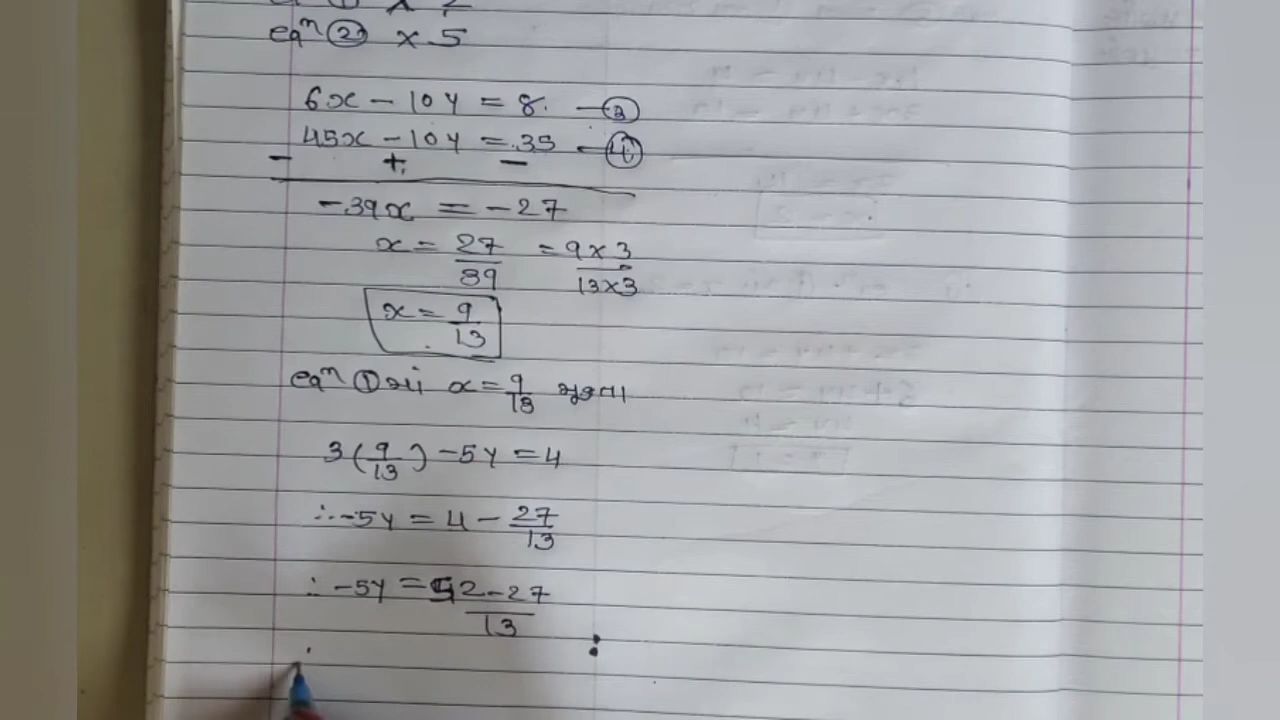 eqⁿ ② × 5
6x - 10y = 8. —③
45x - 10y = 35 —④
- + -
-39x = -27
x = 27/39 = 9×3/13×3
x = 9/13
eqⁿ ① માં x = 9/13 મુકતા
3(9/13) - 5y = 4
∴ -5y = 4 - 27/13
∴ -5y = 52-27/13